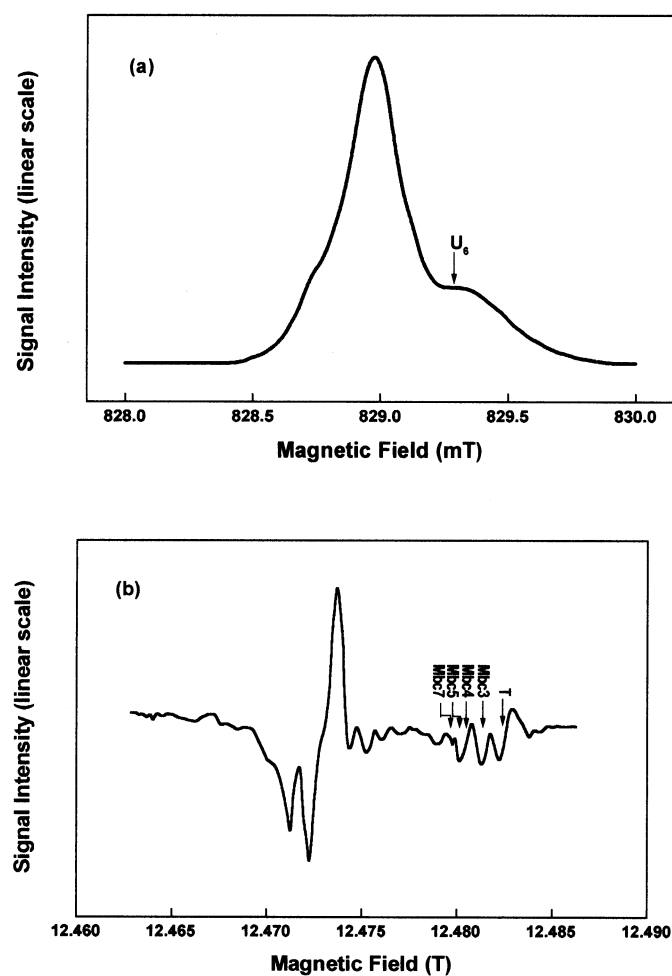 (a)
Signal Intensity (linear scale)
U6
828.0 828.5 829.0 829.5 830.0
Magnetic Field (mT)
(b)
Signal Intensity (linear scale)
Mbc7
Mbc5
Mbc4
Mbc3
T
12.460 12.465 12.470 12.475 12.480 12.485 12.490
Magnetic Field (T)